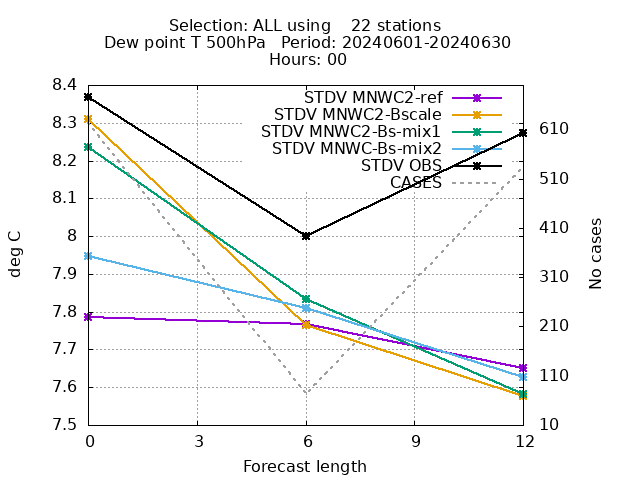 Selection: ALL using    22 stations
Dew point T 500hPa   Period: 20240601-20240630
Hours: 00
STDV MNWC2-ref
STDV MNWC2-Bscale
STDV MNWC2-Bs-mix1
STDV MNWC-Bs-mix2
STDV OBS
CASES
8.4
8.3
8.2
8.1
8
7.9
7.8
7.7
7.6
7.5
deg C
610
510
410
310
210
110
10
No cases
0 3 6 9 12
Forecast length